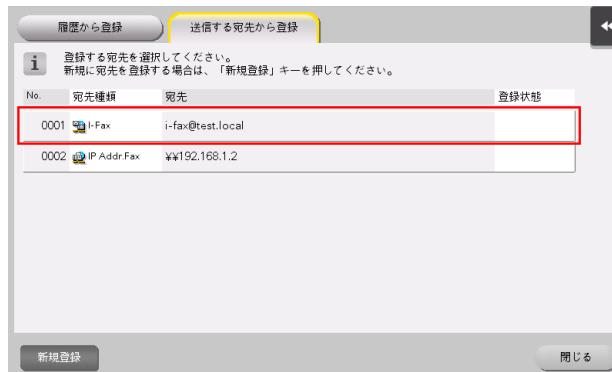 履歴から登録
送信する宛先から登録
i
登録する宛先を選択してください。
新規に宛先を登録する場合は、「新規登録」キーを押してください。
No. 宛先種類 宛先 登録状態
0001 I-Fax i-fax@test.local
0002 IP Addr.Fax ¥¥192.168.1.2
新規登録
閉じる